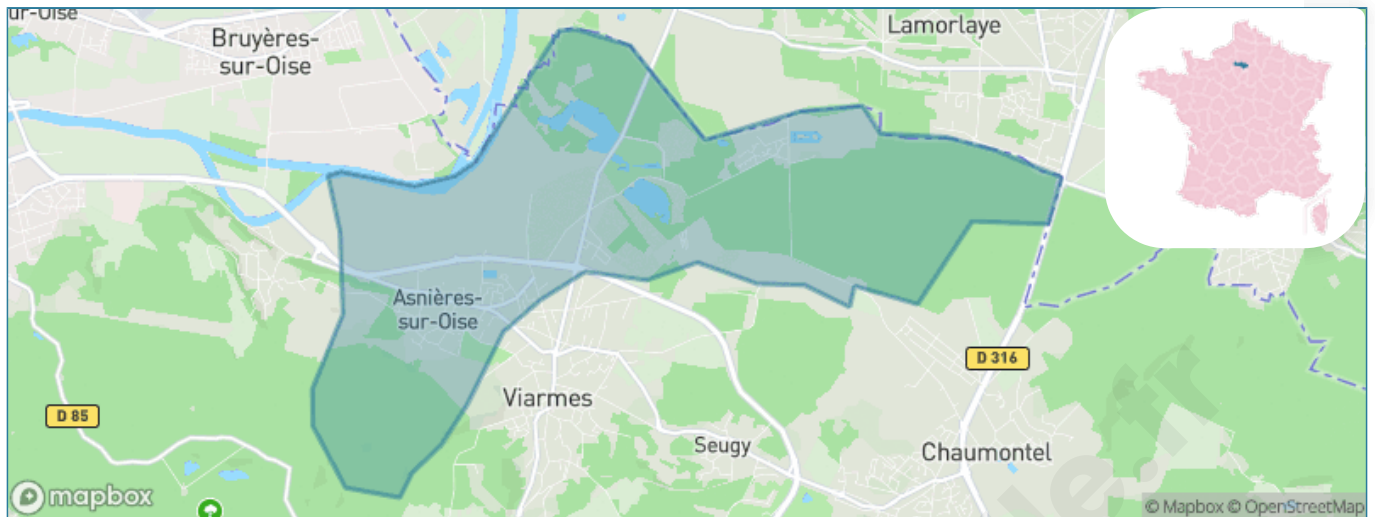 ur-Oise
Bruyères-
sur-Oise
Lamorlaye
Asnières-
sur-Oise
D 316
D 85
Viarmes
Seugy
Chaumontel
mapbox
© Mapbox © OpenStreetMap